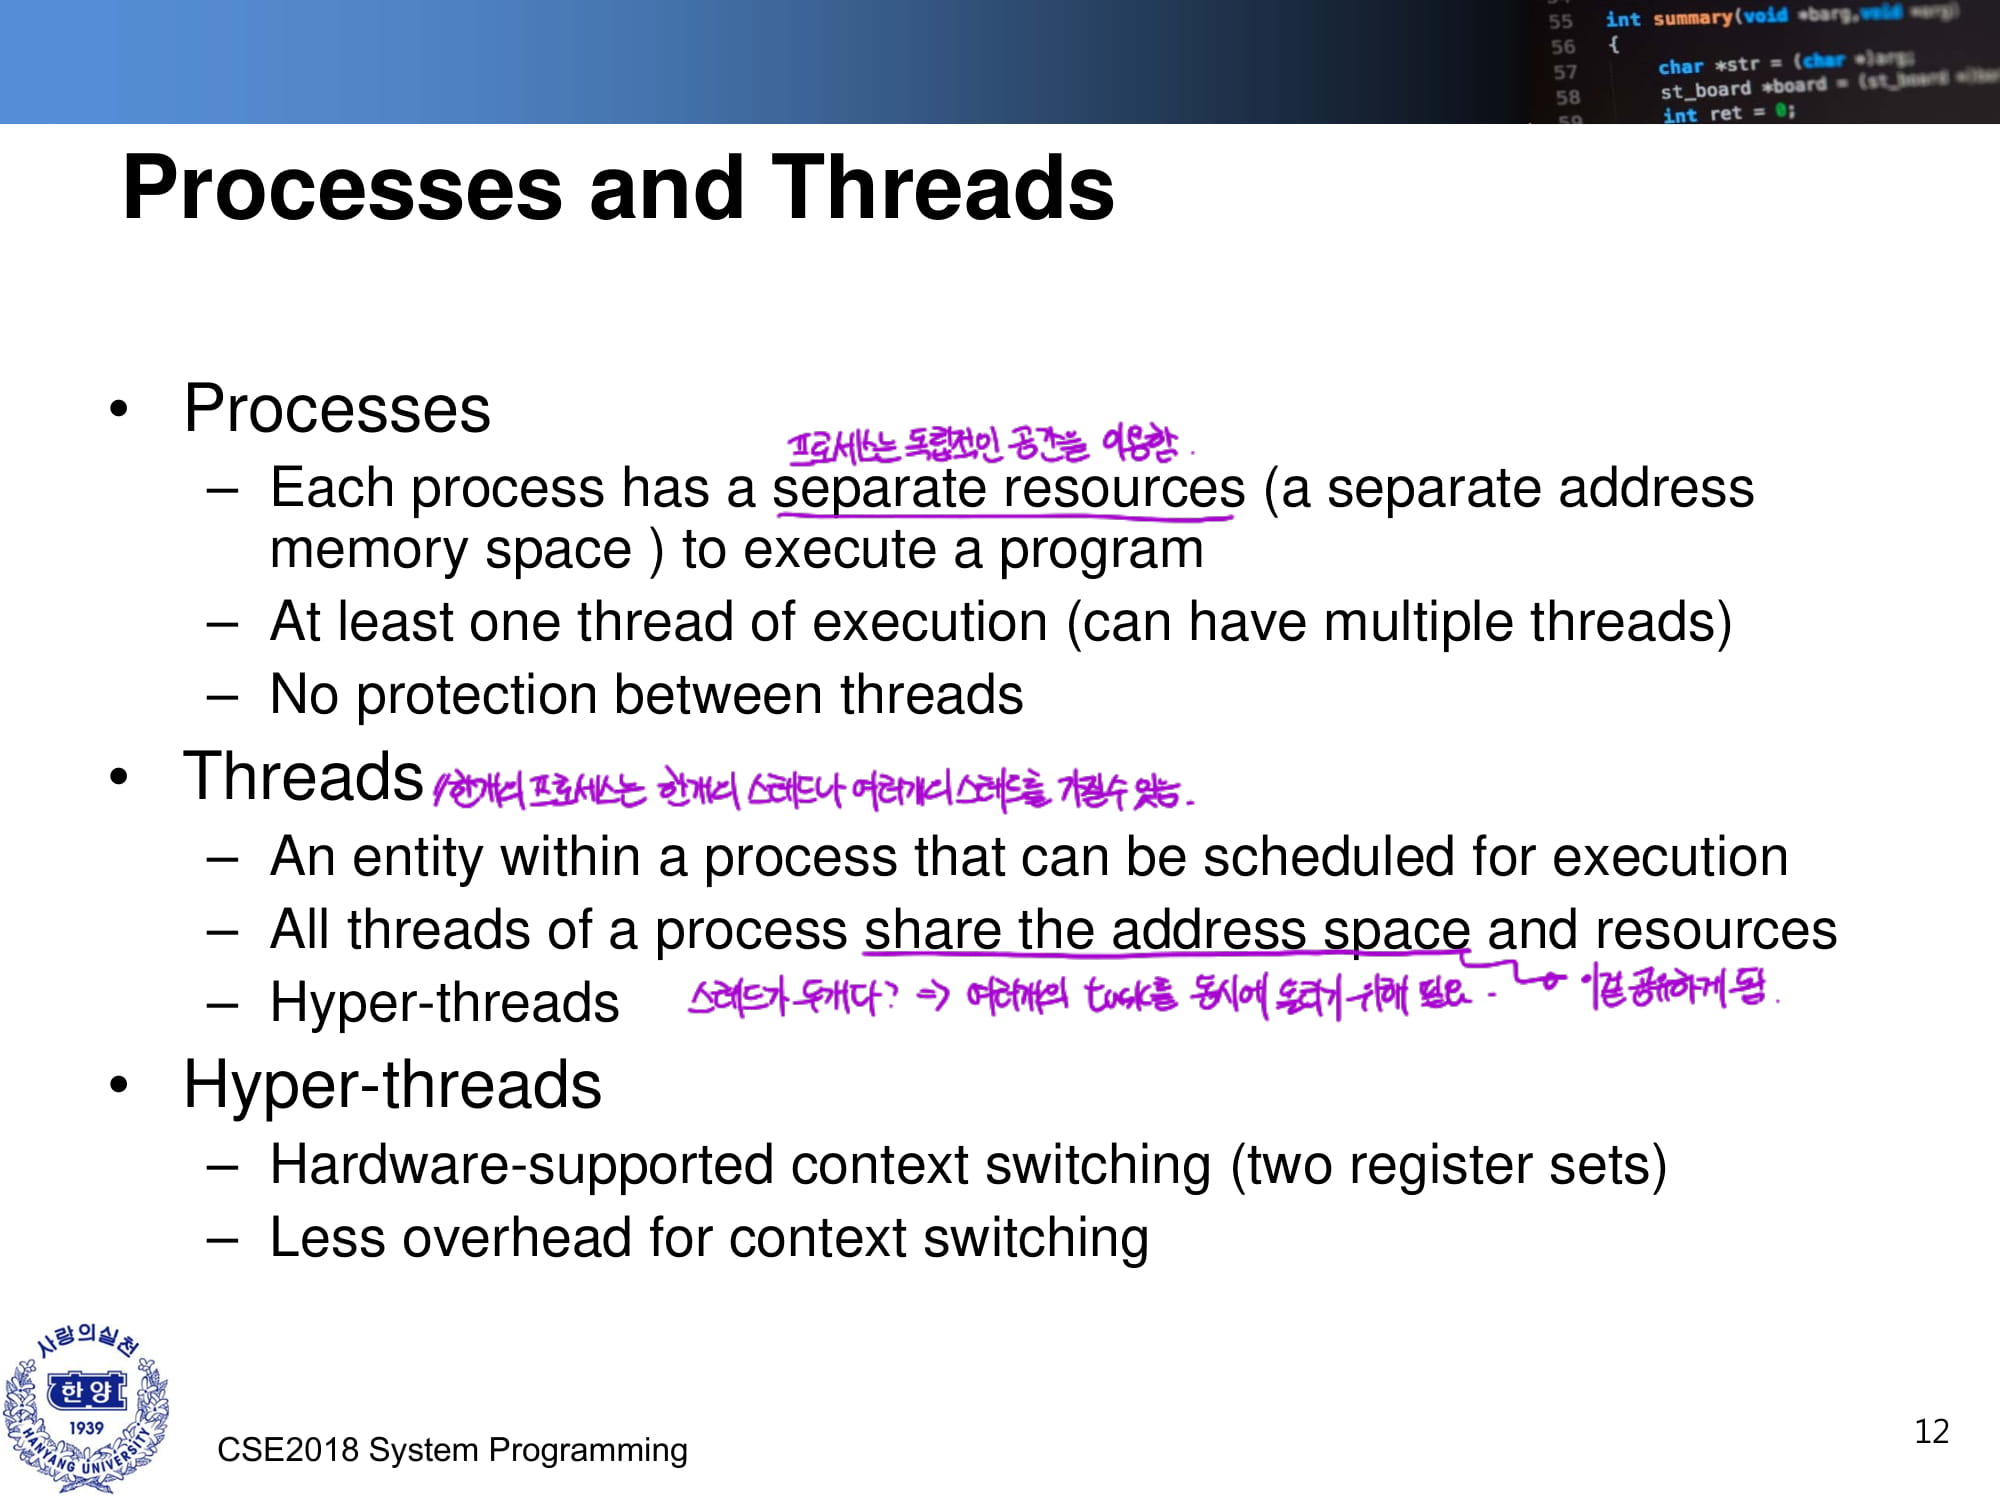 55 int summary(void *barg, void *arg)
56 {
57 char *str = (char *)arg;
58 st_board *board = (st_board *)
59 int ret = 0;
Processes and Threads
• Processes
프로세스는 독립적인 공간을 이용함.
– Each process has a separate resources (a separate address
memory space ) to execute a program
– At least one thread of execution (can have multiple threads)
– No protection between threads
• Threads //한개의 프로세스는 한개의 스레드나 여러개의 스레드를 가질수 있음.
– An entity within a process that can be scheduled for execution
– All threads of a process share the address space and resources
이걸 공유하게 됨.
– Hyper-threads 스레드가 두개다? => 여러개의 task를 동시에 돌리기 위해 필요.
• Hyper-threads
– Hardware-supported context switching (two register sets)
– Less overhead for context switching
사랑의실천
한양
1939
HANYANG UNIVERSITY
CSE2018 System Programming
12